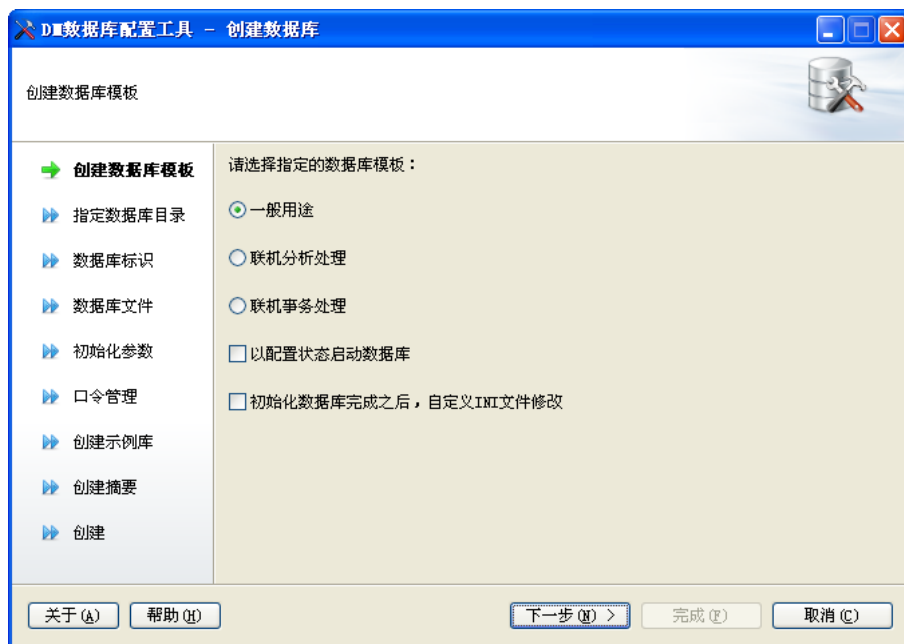 DM数据库配置工具 - 创建数据库
创建数据库模板
创建数据库模板
指定数据库目录
数据库标识
数据库文件
初始化参数
口令管理
创建示例库
创建摘要
创建
请选择指定的数据库模板：
一般用途
联机分析处理
联机事务处理
以配置状态启动数据库
初始化数据库完成之后，自定义INI文件修改
关于(A)
帮助(H)
下一步(N) >
完成(F)
取消(C)